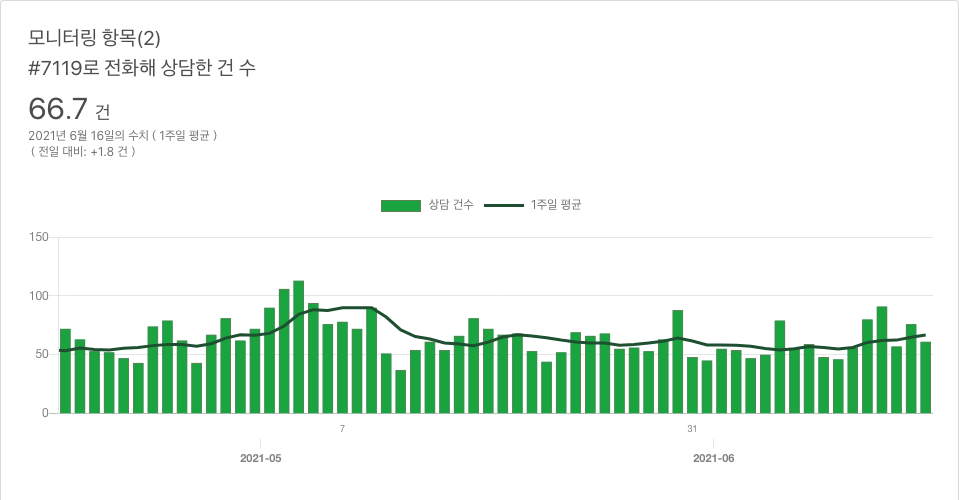 모니터링 항목(2)
#7119로 전화해 상담한 건 수
66.7 건
2021년 6월 16일의 수치 ( 1주일 평균 )
( 전일 대비: +1.8 건 )
상담 건수 1주일 평균
150
100
50
0
7 31
2021-05 2021-06